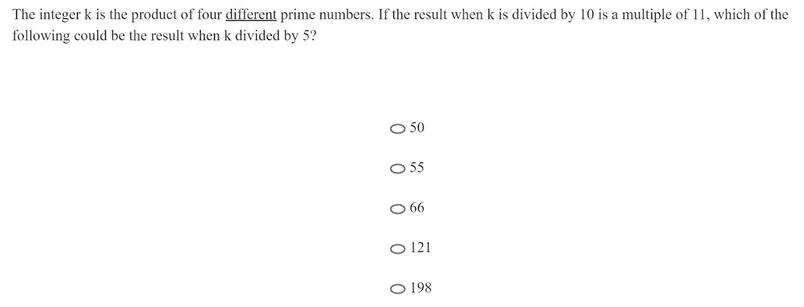 The integer k is the product of four different prime numbers. If the result when k is divided by 10 is a multiple of 11, which of the
following could be the result when k divided by 5?
50
55
66
121
198